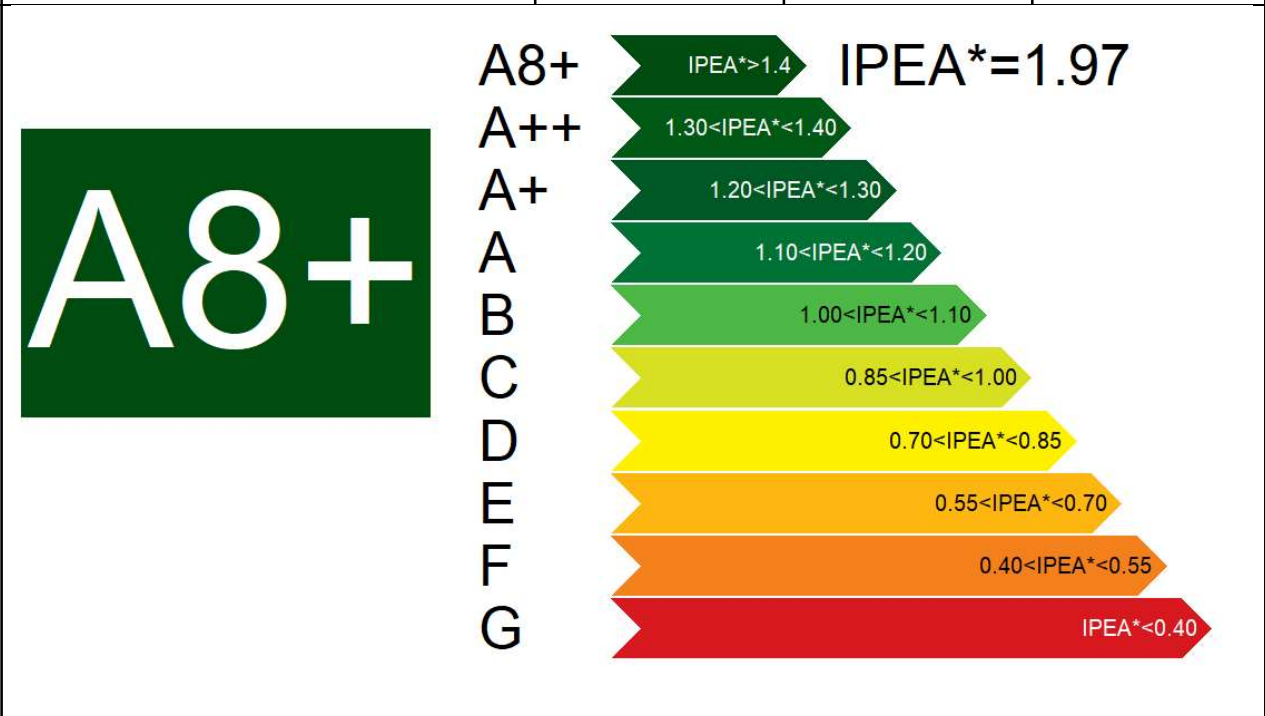 A8+
A8+ IPEA*>1.4 IPEA*=1.97
A++ 1.30<IPEA*<1.40
A+ 1.20<IPEA*<1.30
A 1.10<IPEA*<1.20
B 1.00<IPEA*<1.10
C 0.85<IPEA*<1.00
D 0.70<IPEA*<0.85
E 0.55<IPEA*<0.70
F 0.40<IPEA*<0.55
G IPEA*<0.40